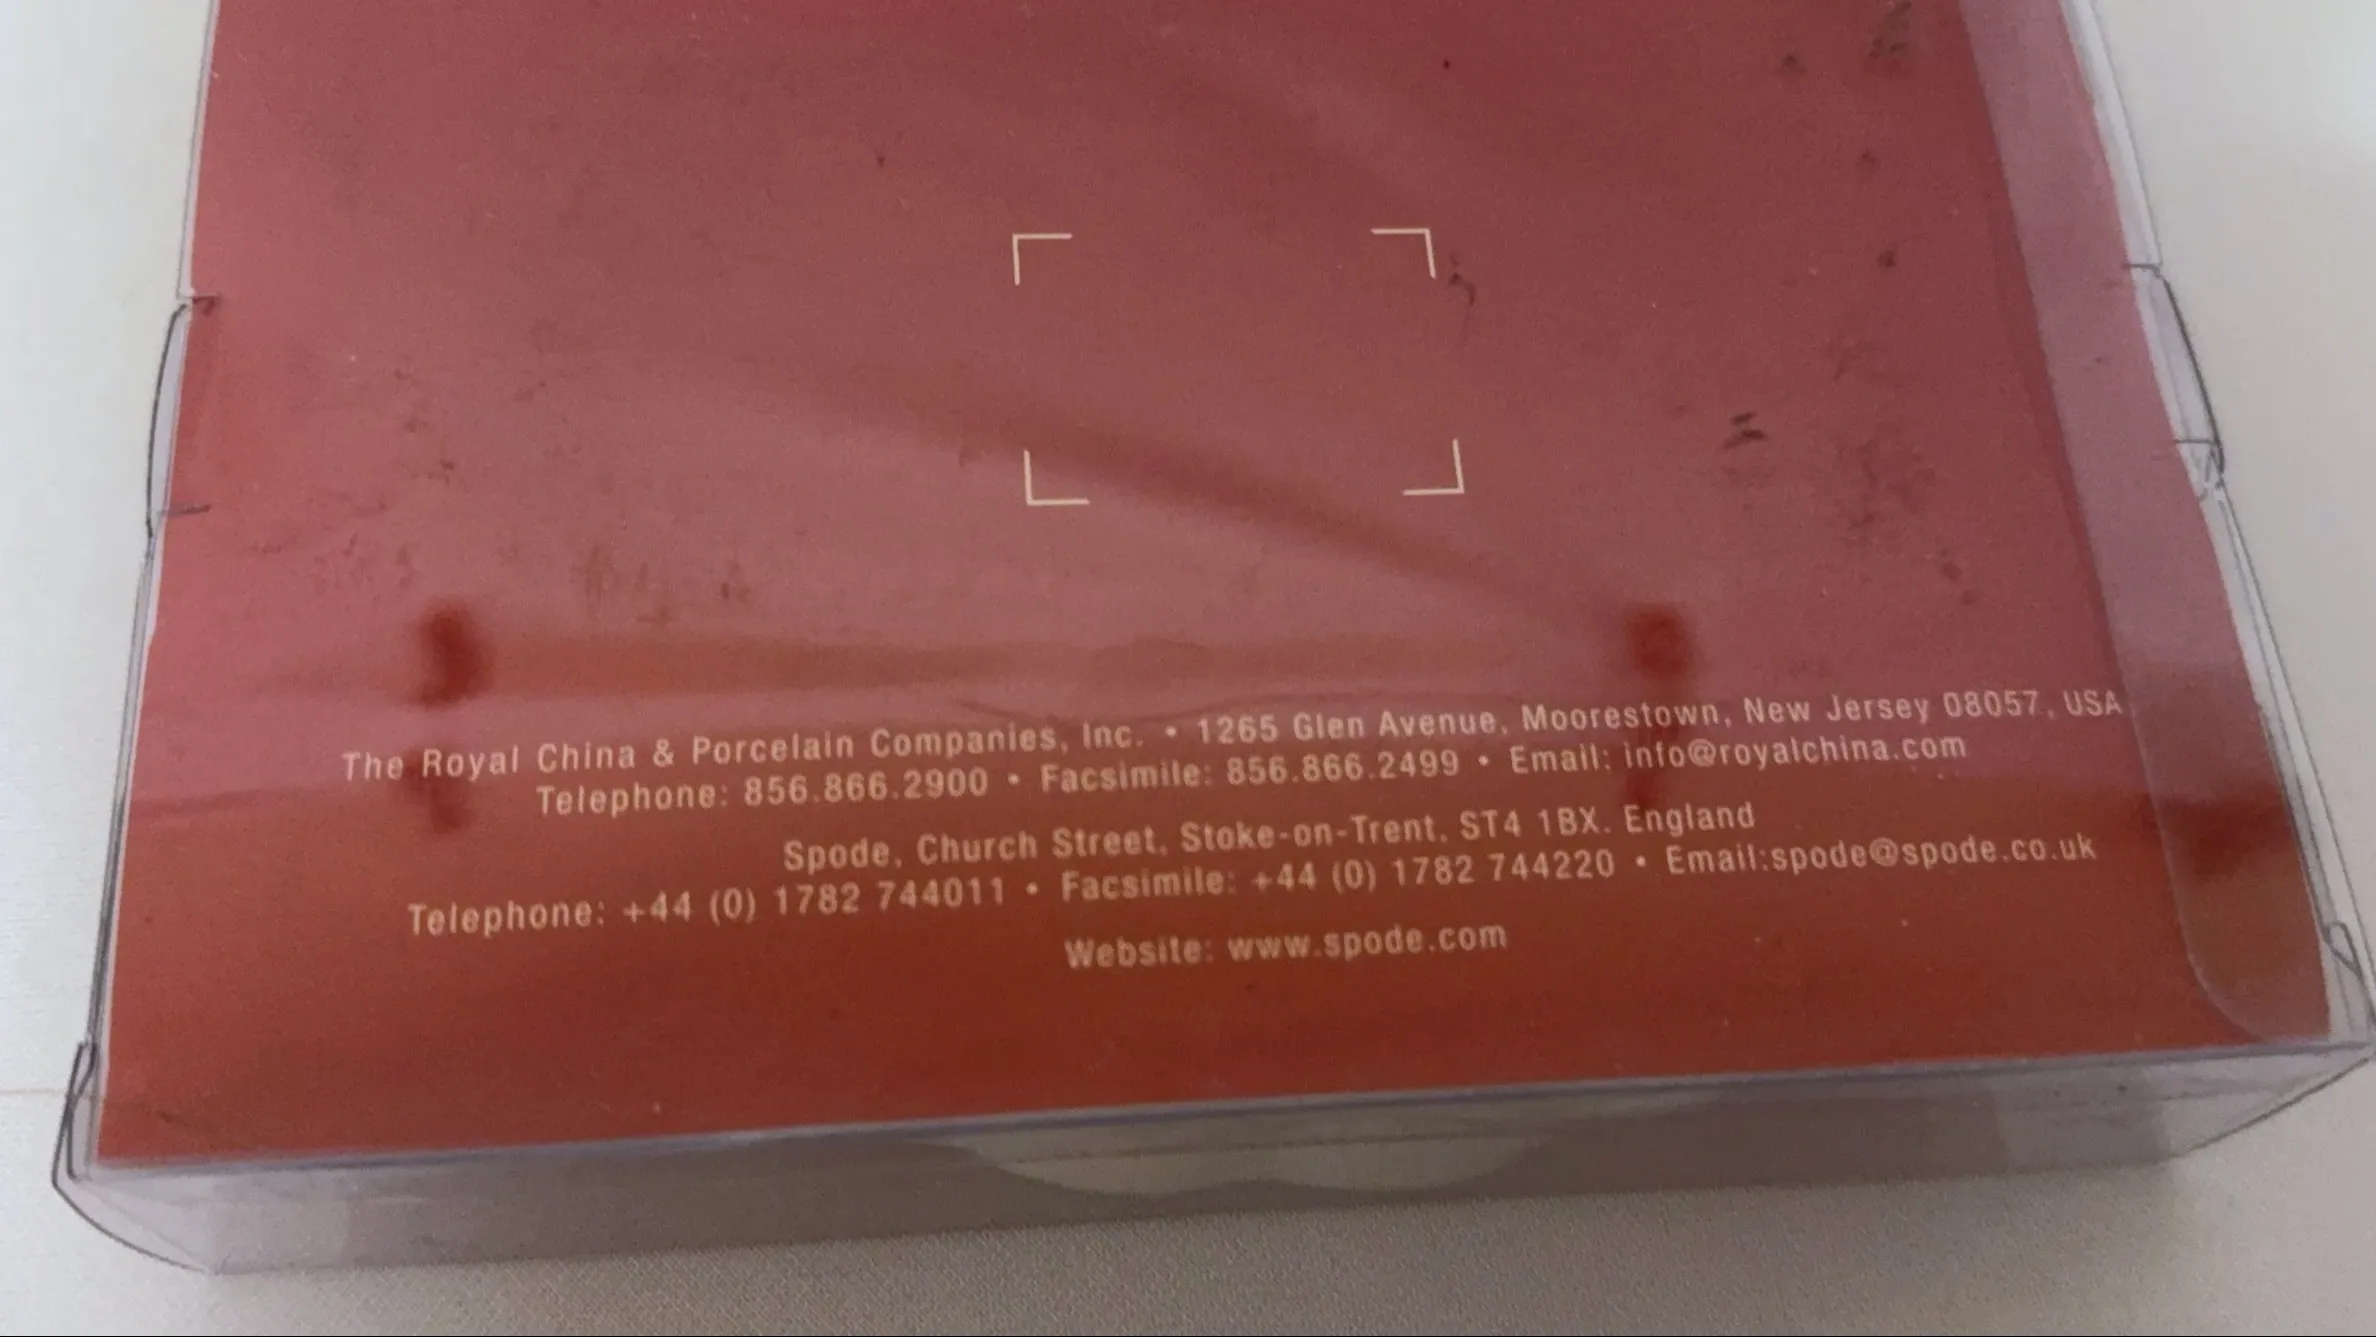 The Royal China & Porcelain Companies, Inc. • 1265 Glen Avenue, Moorestown, New Jersey 08057, USA
Telephone: 856.866.2900 • Facsimile: 856.866.2499 • Email: info@royalchina.com
Spode, Church Street, Stoke-on-Trent, ST4 1BX. England
Telephone: +44 (0) 1782 744011 • Facsimile: +44 (0) 1782 744220 • Email:spode@spode.co.uk
Website: www.spode.com